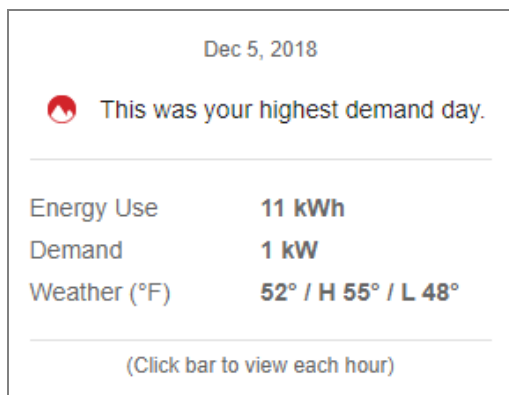 Dec 5, 2018
This was your highest demand day.
Energy Use 11 kWh
Demand 1 kW
Weather (°F) 52° / H 55° / L 48°
(Click bar to view each hour)